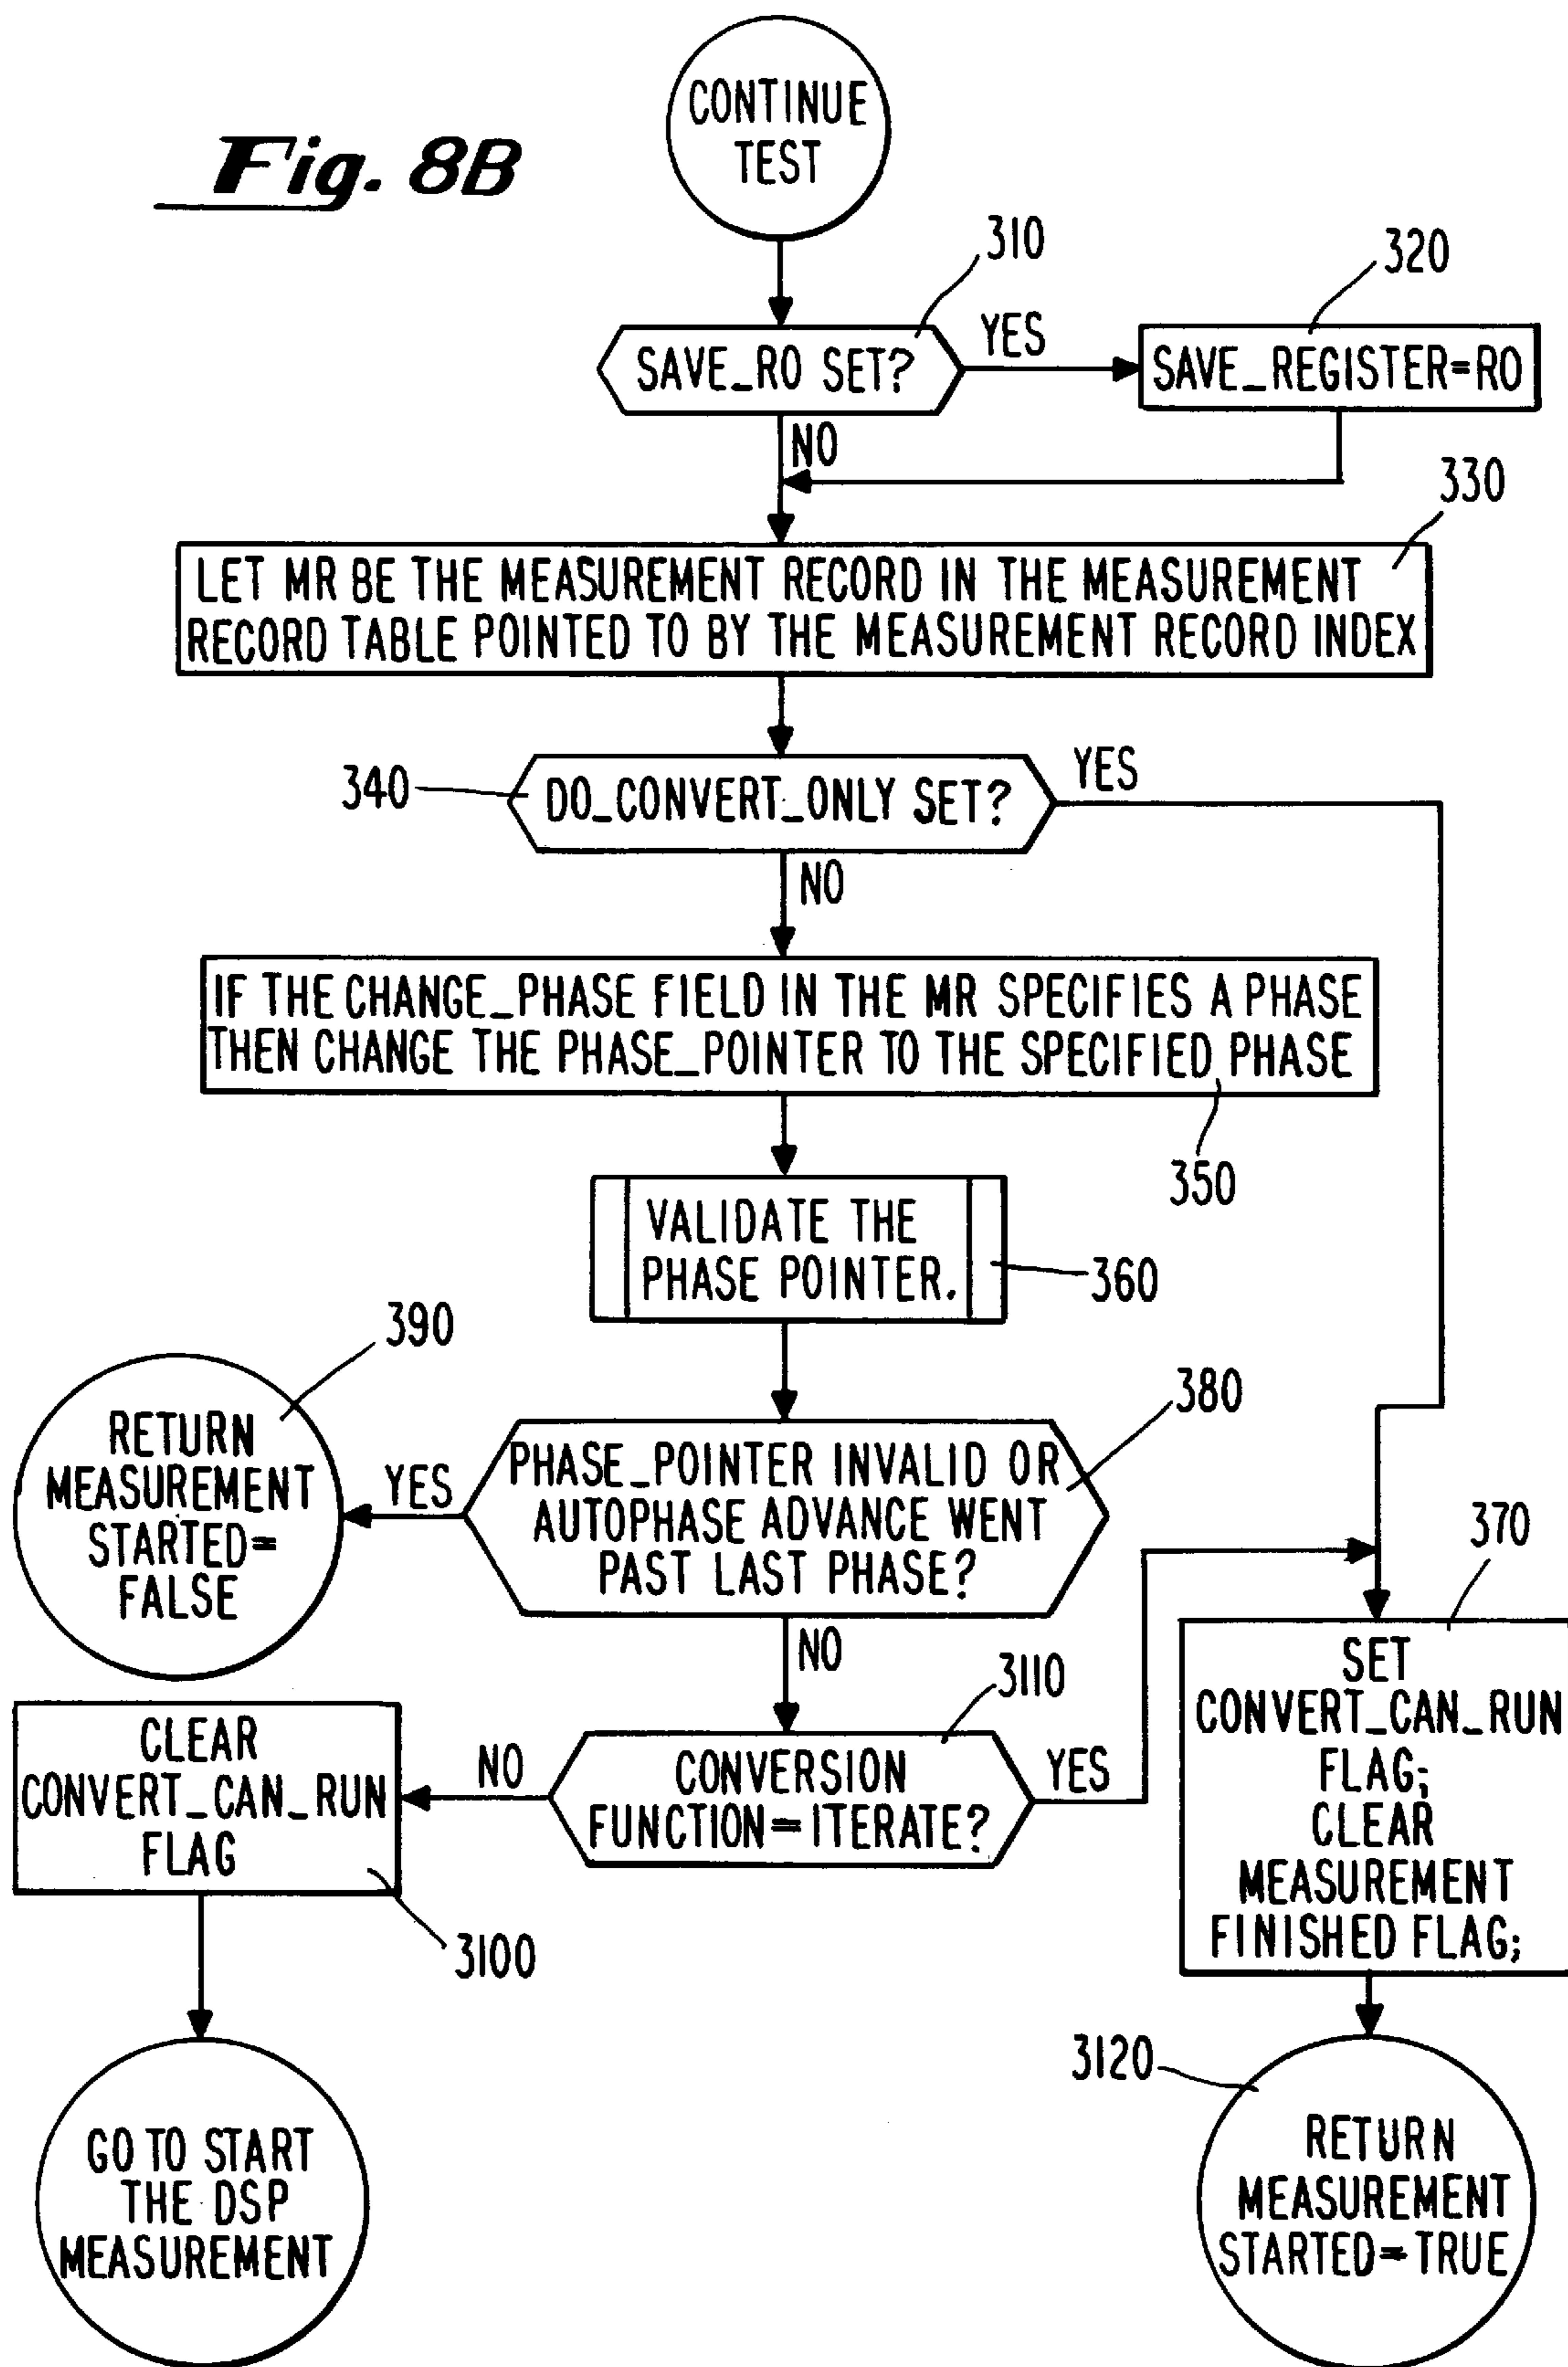 Fig. 8B
CONTINUE
TEST
310
320
SAVE_R0 SET?
YES
SAVE_REGISTER=R0
NO
330
LET MR BE THE MEASUREMENT RECORD IN THE MEASUREMENT
RECORD TABLE POINTED TO BY THE MEASUREMENT RECORD INDEX
340
DO_CONVERT_ONLY SET?
YES
NO
IF THE CHANGE_PHASE FIELD IN THE MR SPECIFIES A PHASE
THEN CHANGE THE PHASE_POINTER TO THE SPECIFIED PHASE
350
VALIDATE THE
PHASE POINTER.
360
390
380
RETURN
MEASUREMENT
STARTED=
FALSE
YES
PHASE_POINTER INVALID OR
AUTOPHASE ADVANCE WENT
PAST LAST PHASE?
NO
370
3110
CLEAR
CONVERT_CAN_RUN
FLAG
NO
CONVERSION
FUNCTION=ITERATE?
YES
SET
CONVERT_CAN_RUN
FLAG;
CLEAR
MEASUREMENT
FINISHED FLAG;
3100
3120
GO TO START
THE DSP
MEASUREMENT
RETURN
MEASUREMENT
STARTED=TRUE